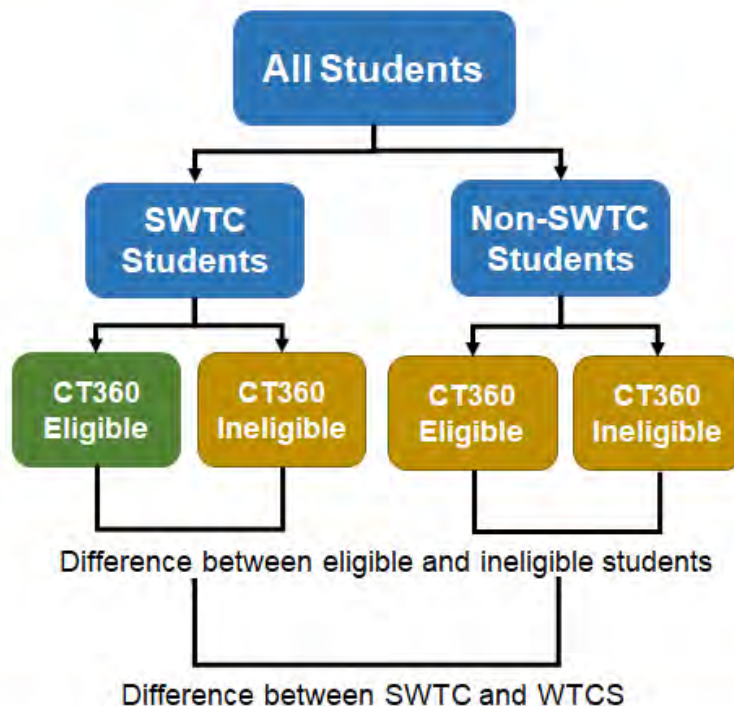 All Students
SWTC
Students
Non-SWTC
Students
CT360
Eligible
CT360
Ineligible
CT360
Eligible
CT360
Ineligible
Difference between eligible and ineligible students
Difference between SWTC and WTCS